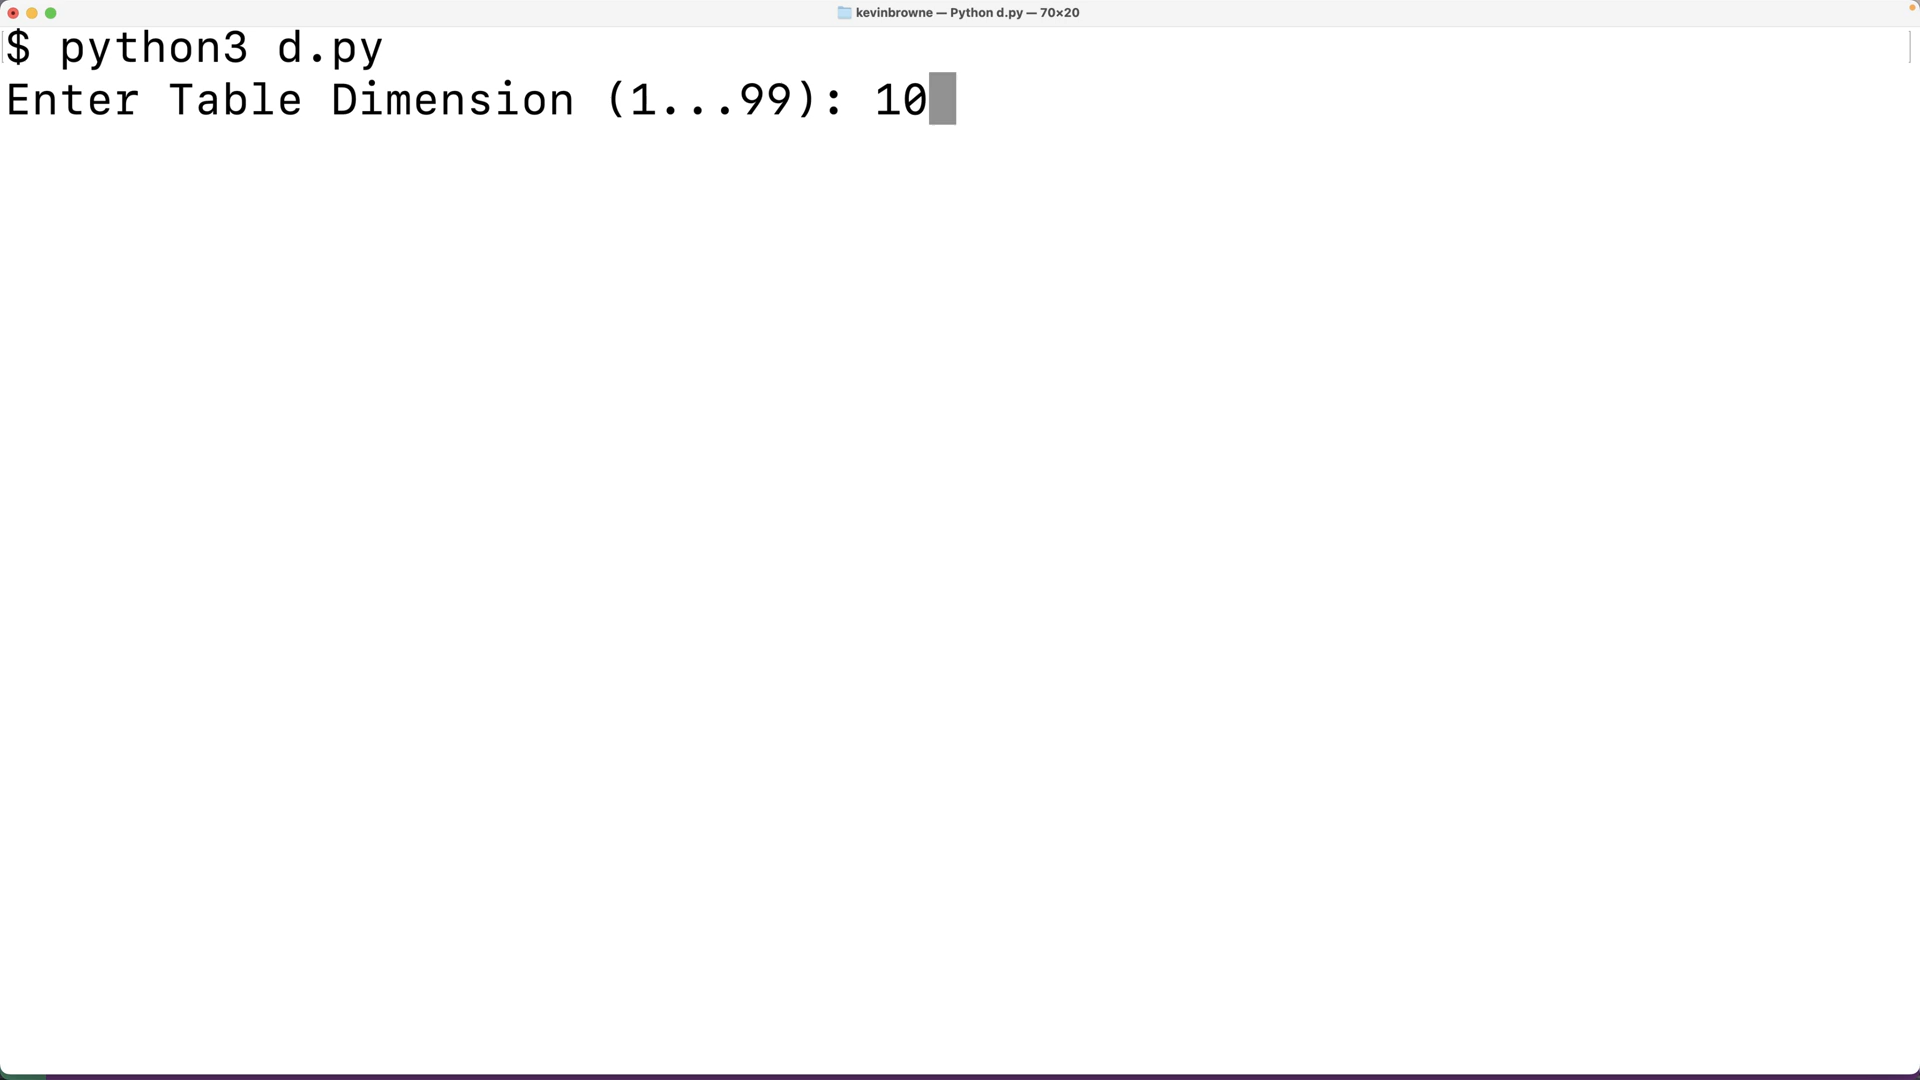 kevinbrowne — Python d.py — 70×20
$ python3 d.py
Enter Table Dimension (1...99): 10